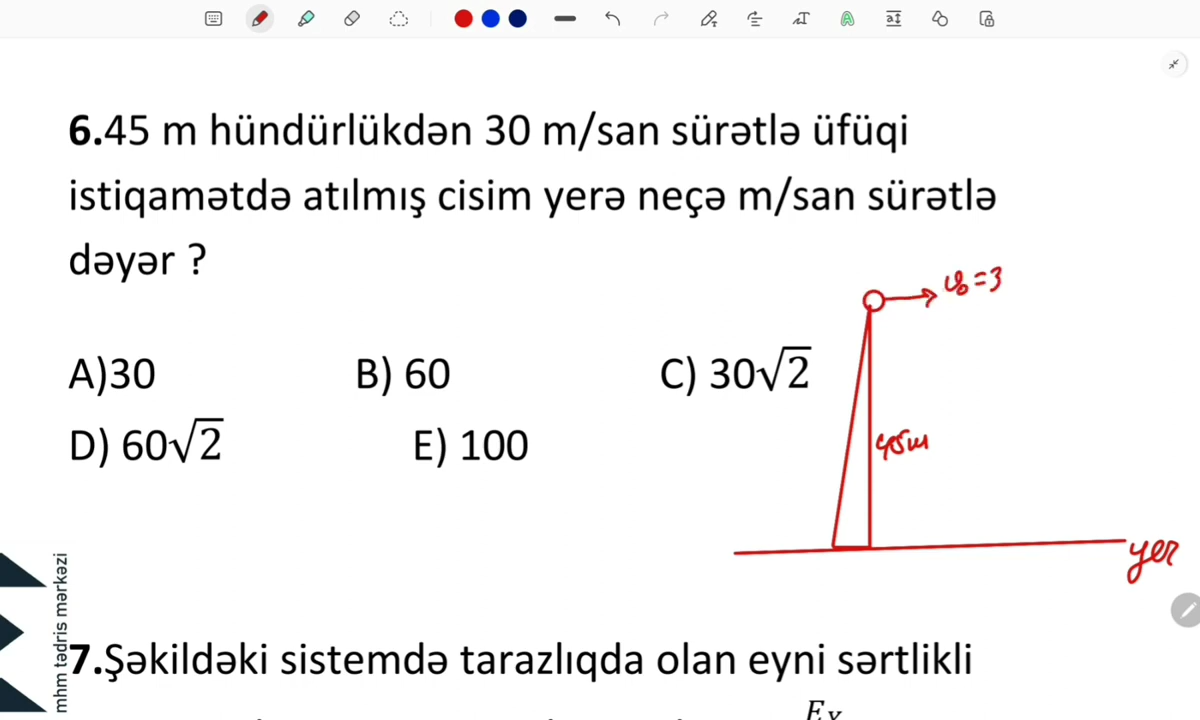 6.45 m hündürlükdən 30 m/san sürətlə üfüqi
istiqamətdə atılmış cisim yerə neçə m/san sürətlə
dəyər ?
A)30 B) 60 C) 30√2
D) 60√2 E) 100
ϑ₀=3
45m
yer
mhm tədris mərkəzi
7.Şəkildəki sistemdə tarazlıqda olan eyni sərtlikli